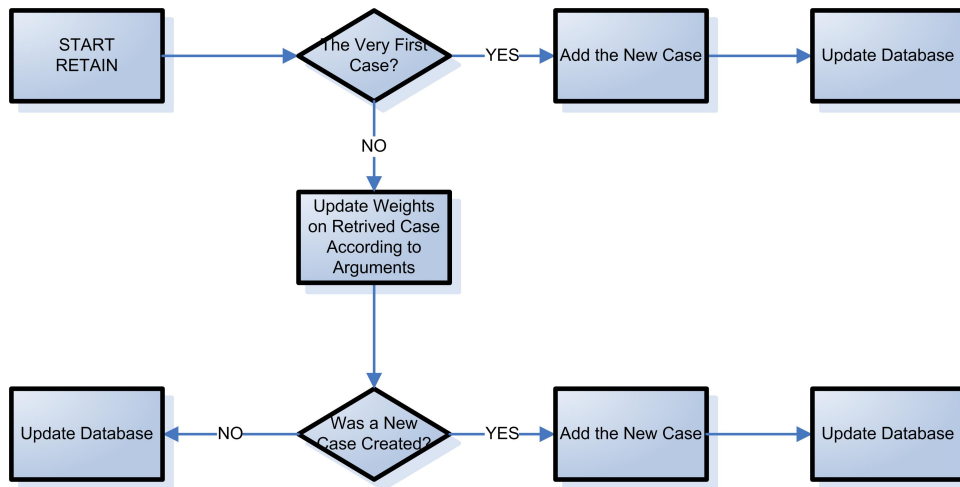 START
RETAIN
The Very First
Case?
YES
Add the New Case
Update Database
NO
Update Weights
on Retrived Case
According to
Arguments
Update Database
NO
Was a New
Case Created?
YES
Add the New Case
Update Database